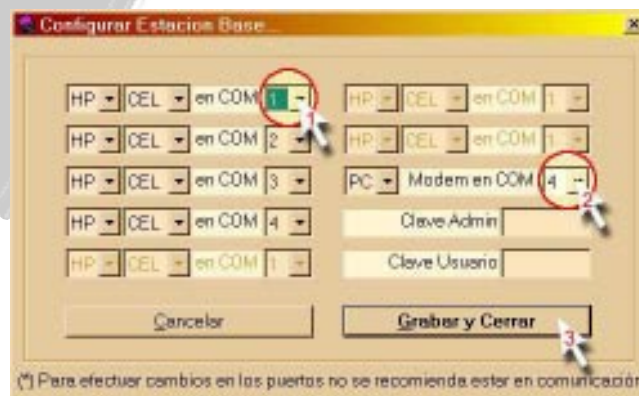 Configurar Estacion Base...
HP CEL en COM 1
HP CEL en COM 1
1
HP CEL en COM 2
HP CEL en COM 1
HP CEL en COM 3
PC Modem en COM 4
2
HP CEL en COM 4
Clave Admin
HP CEL en COM 1
Clave Usuario
Cancelar
Grabar y Cerrar
3
(*) Para efectuar cambios en los puertos no se recomienda estar en comunicación